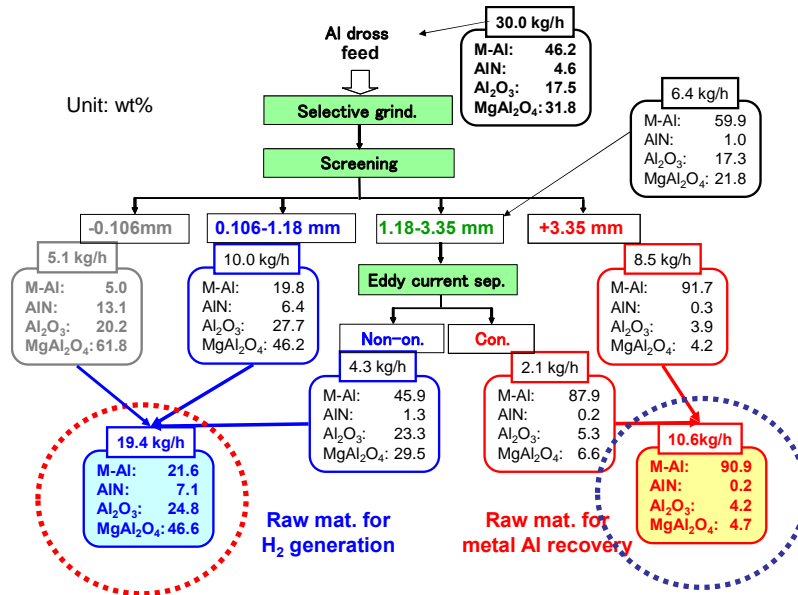 Al dross
feed
30.0 kg/h
M-Al: 46.2
AlN: 4.6
Al₂O₃: 17.5
MgAl₂O₄: 31.8
Unit: wt%
Selective grind.
6.4 kg/h
M-Al: 59.9
AlN: 1.0
Al₂O₃: 17.3
MgAl₂O₄: 21.8
Screening
-0.106mm
0.106-1.18 mm
1.18-3.35 mm
+3.35 mm
5.1 kg/h
M-Al: 5.0
AlN: 13.1
Al₂O₃: 20.2
MgAl₂O₄: 61.8
10.0 kg/h
M-Al: 19.8
AlN: 6.4
Al₂O₃: 27.7
MgAl₂O₄: 46.2
Eddy current sep.
8.5 kg/h
M-Al: 91.7
AlN: 0.3
Al₂O₃: 3.9
MgAl₂O₄: 4.2
Non-on.
Con.
4.3 kg/h
M-Al: 45.9
AlN: 1.3
Al₂O₃: 23.3
MgAl₂O₄: 29.5
2.1 kg/h
M-Al: 87.9
AlN: 0.2
Al₂O₃: 5.3
MgAl₂O₄: 6.6
19.4 kg/h
M-Al 21.6
AlN: 7.1
Al₂O₃: 24.8
MgAl₂O₄: 46.6
Raw mat. for
H₂ generation
Raw mat. for
metal Al recovery
10.6kg/h
M-Al: 90.9
AlN: 0.2
Al₂O₃: 4.2
MgAl₂O₄: 4.7